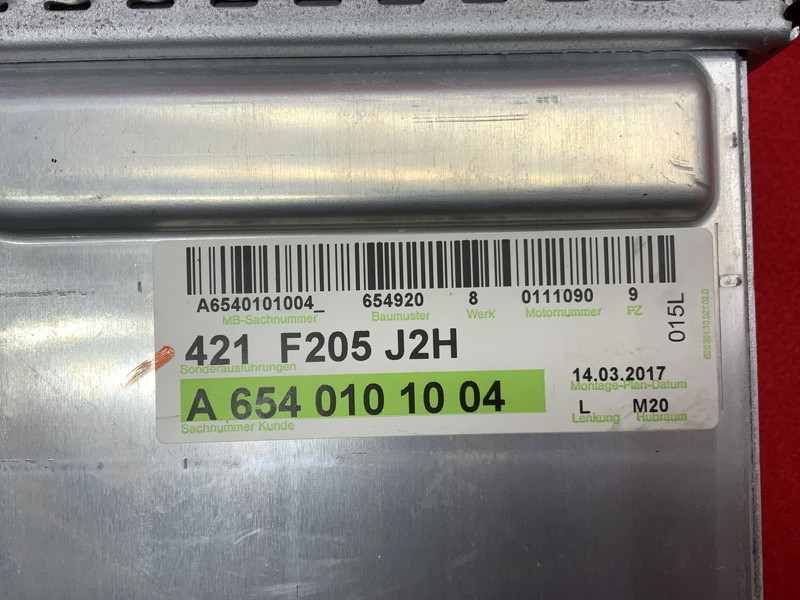 A6540101004_ 654920 8 0111090 9
MB-Sachnummer Baumuster Werk Motornummer PZ
421 F205 J2H
Sonderausführungen
A 654 010 10 04
Sachnummer Kunde
14.03.2017
Montage-Plan-Datum
L M20
Lenkung Hubraum
015L